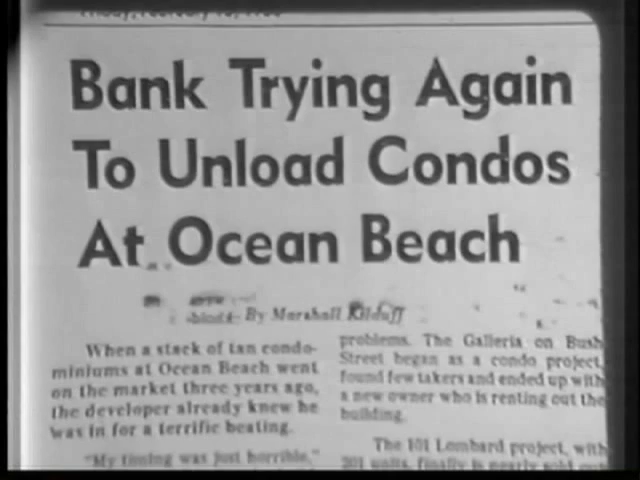 Friday, February
Bank Trying Again
To Unload Condos
At Ocean Beach
By Marshall Kilduff
When a stack of tan condo-
miniums at Ocean Beach went
on the market three years ago,
the developer already knew he
was in for a terrific beating.
"My timing was just horrible,"
problems. The Galleria on Bush
Street began as a condo project,
found few takers and ended up with
a new owner who is renting out the
building.
The 101 Lombard project, with
201 units, finally is nearly sold out